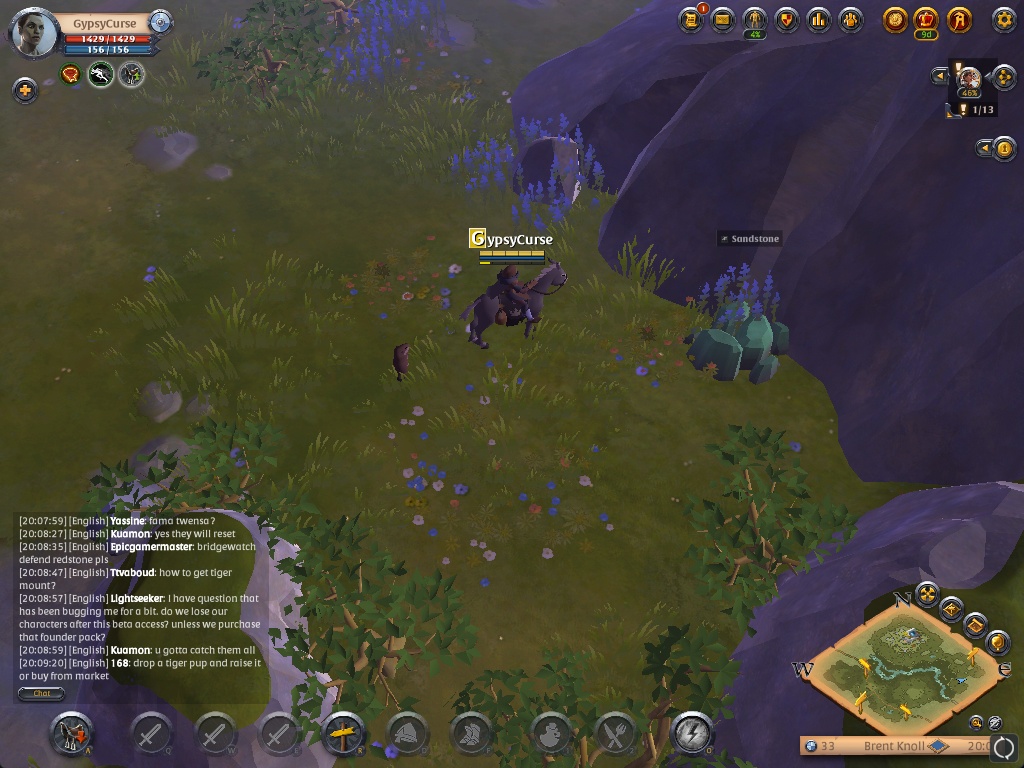 GypsyCurse
1429 / 1429
156 / 156
1
4%
9d
46%
1/13
1
GypsyCurse
Sandstone
[20:07:59] [English] Yassine: fama twensa ?
[20:08:27] [English] Kuamon: yes they will reset
[20:08:35] [English] Epicgamermaster: bridgewatch
defend redstone pls
[20:08:47] [English] Ttvaboud: how to get tiger
mount?
[20:08:57] [English] Lightseeker: I have question that
has been bugging me for a bit. do we lose our
characters after this beta access? unless we purchase
that founder pack?
[20:08:59] [English] Kuamon: u gotta catch them all
[20:09:20] [English] 168: drop a tiger pup and raise it
or buy from market
Chat
N
W
E
A
Q
W
R
33
Brent Knoll